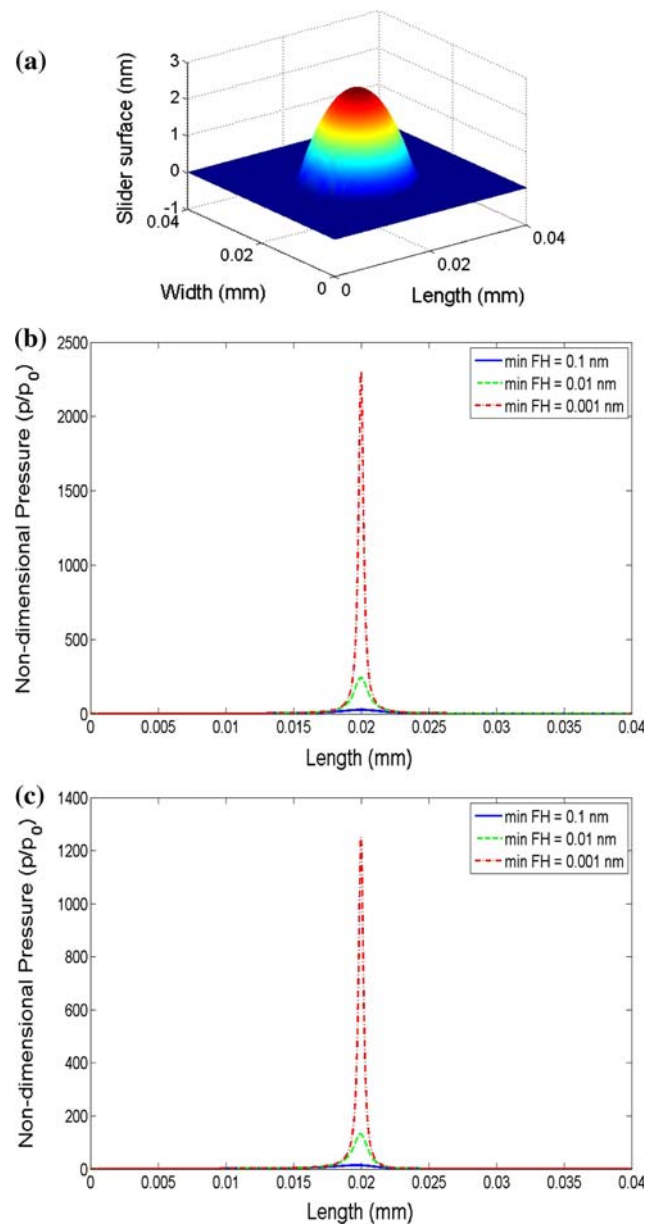 (a)
Slider surface (nm)
3
2
1
0
-1
0.04
0.02
0
Width (mm)
0
0.02
0.04
Length (mm)
(b)
Non-dimensional Pressure (p/p0)
2500
2000
1500
1000
500
0
min FH = 0.1 nm
min FH = 0.01 nm
min FH = 0.001 nm
0 0.005 0.01 0.015 0.02 0.025 0.03 0.035 0.04
Length (mm)
(c)
Non-dimensional Pressure (p/p0)
1400
1200
1000
800
600
400
200
0
min FH = 0.1 nm
min FH = 0.01 nm
min FH = 0.001 nm
0 0.005 0.01 0.015 0.02 0.025 0.03 0.035 0.04
Length (mm)